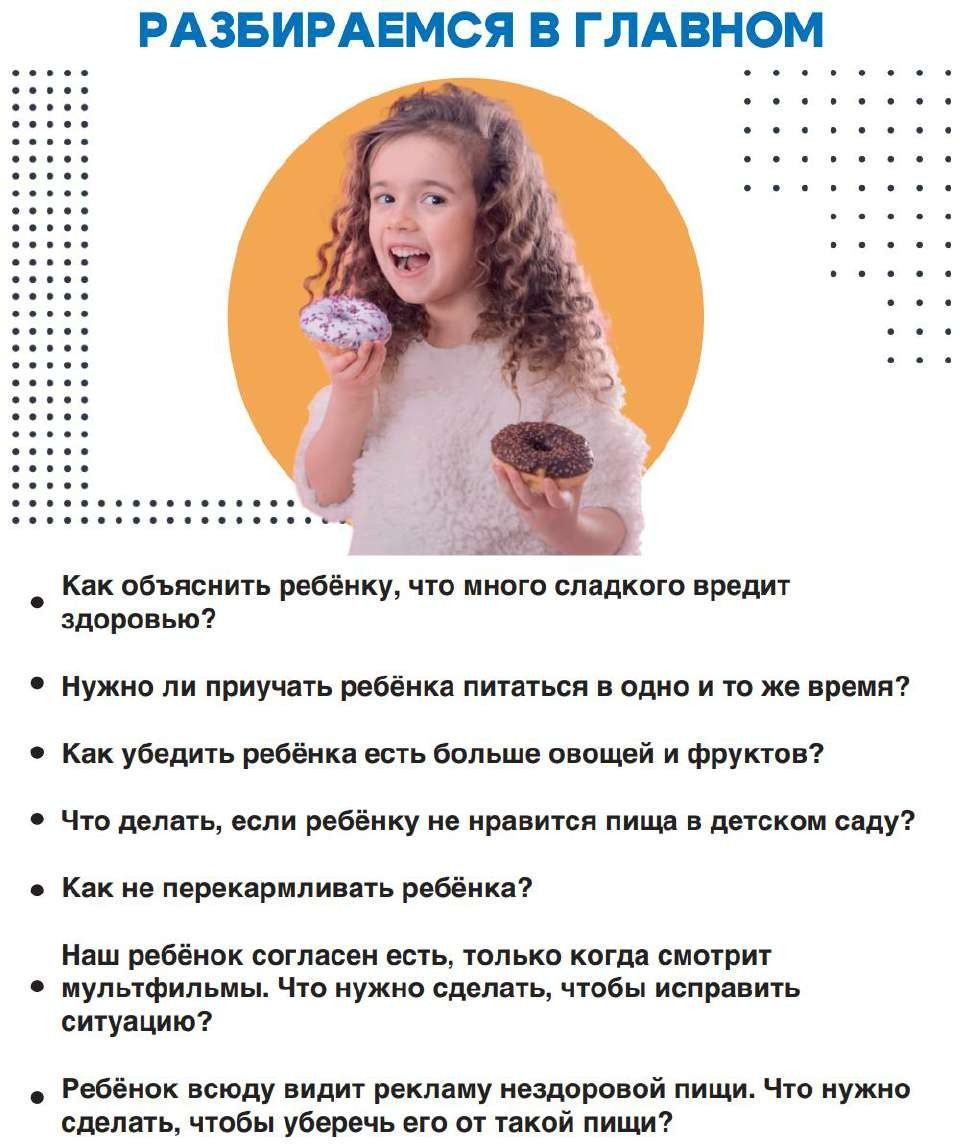 РАЗБИРАЕМСЯ В ГЛАВНОМ
• Как объяснить ребёнку, что много сладкого вредит
здоровью?
• Нужно ли приучать ребёнка питаться в одно и то же время?
• Как убедить ребёнка есть больше овощей и фруктов?
• Что делать, если ребёнку не нравится пища в детском саду?
• Как не перекармливать ребёнка?
Наш ребёнок согласен есть, только когда смотрит
• мультфильмы. Что нужно сделать, чтобы исправить
ситуацию?
• Ребёнок всюду видит рекламу нездоровой пищи. Что нужно
сделать, чтобы уберечь его от такой пищи?